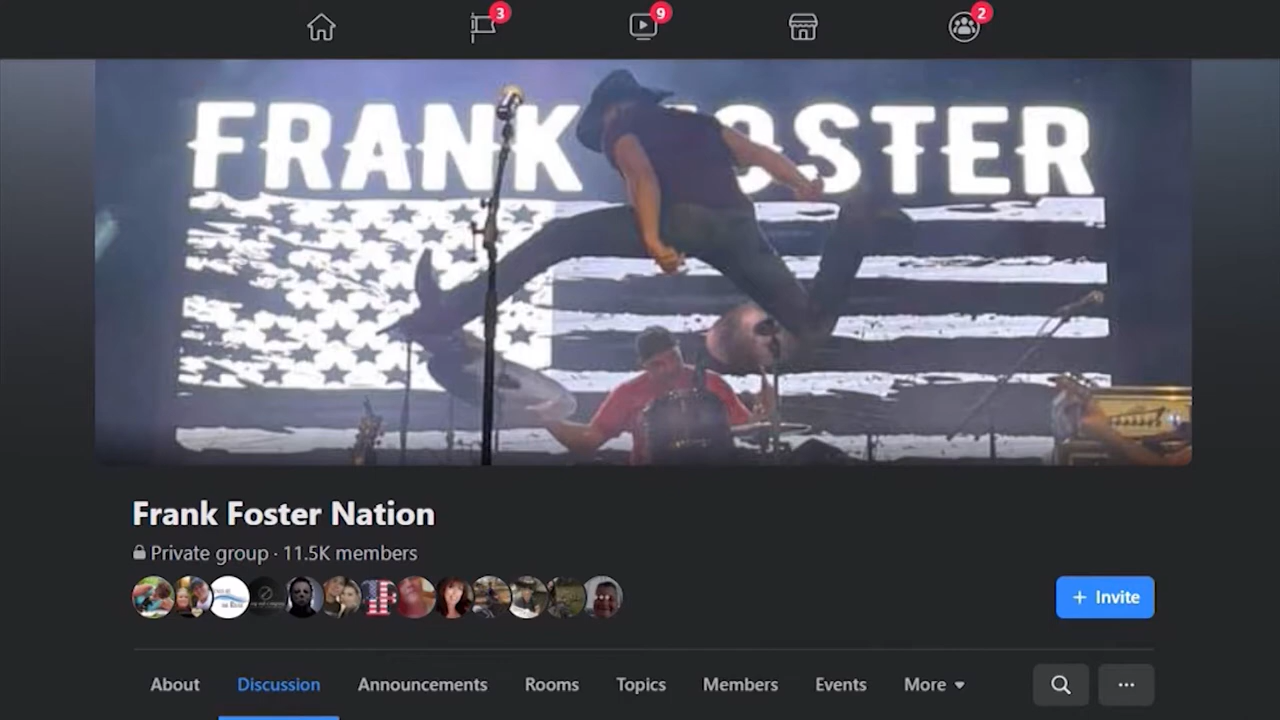 3
9
2
FRANK FOSTER
Frank Foster Nation
Private group · 11.5K members
+ Invite
About
Discussion
Announcements
Rooms
Topics
Members
Events
More